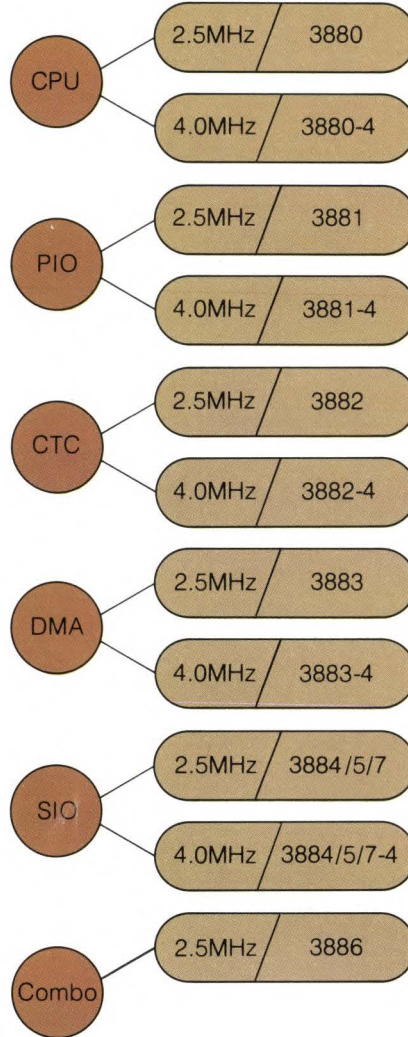 2.5MHz / 3880
CPU
4.0MHz / 3880-4
2.5MHz / 3881
PIO
4.0MHz / 3881-4
2.5MHz / 3882
CTC
4.0MHz / 3882-4
2.5MHz / 3883
DMA
4.0MHz / 3883-4
2.5MHz / 3884/5/7
SIO
4.0MHz / 3884/5/7-4
2.5MHz / 3886
Combo